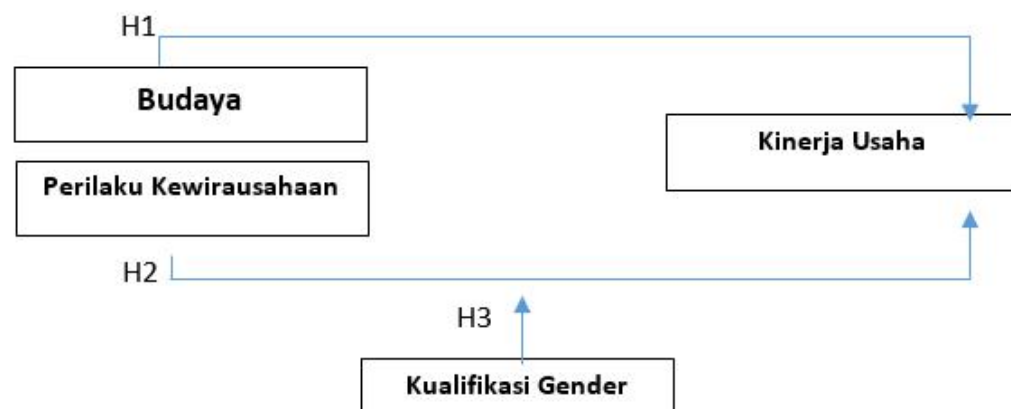 H1
Budaya
Kinerja Usaha
Perilaku Kewirausahaan
H2
H3
Kualifikasi Gender